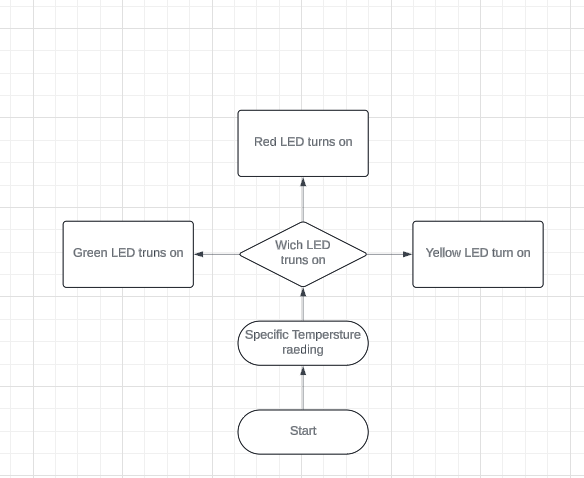 Red LED turns on
Green LED truns on
Wich LED
truns on
Yellow LED turn on
Specific Tempersture
raeding
Start